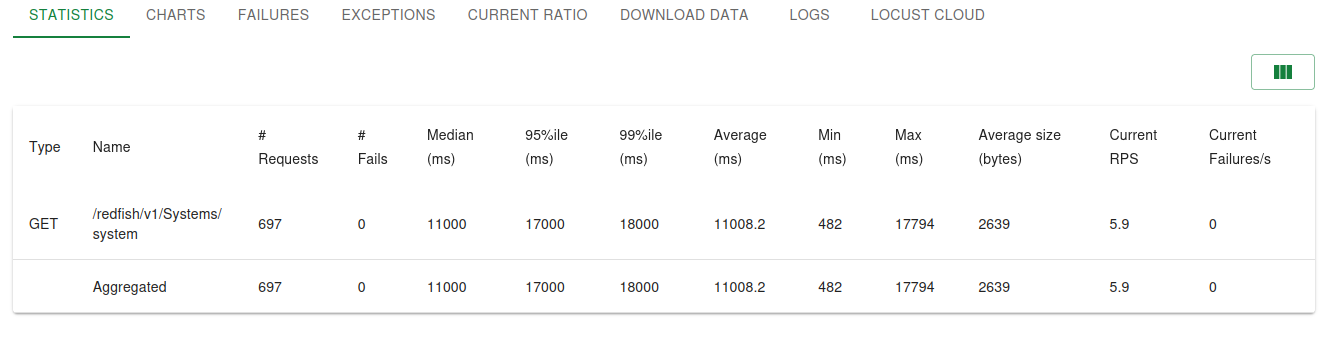 STATISTICS CHARTS FAILURES EXCEPTIONS CURRENT RATIO DOWNLOAD DATA LOGS LOCUST CLOUD
Type Name # Requests # Fails Median (ms) 95%ile (ms) 99%ile (ms) Average (ms) Min (ms) Max (ms) Average size (bytes) Current RPS Current Failures/s
GET /redfish/v1/Systems/system 697 0 11000 17000 18000 11008.2 482 17794 2639 5.9 0
Aggregated 697 0 11000 17000 18000 11008.2 482 17794 2639 5.9 0